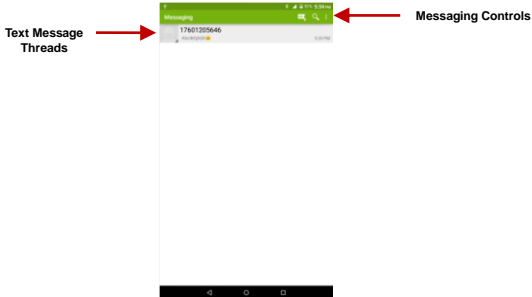 Text Message
Threads
Messaging Controls
Messaging
17601205646